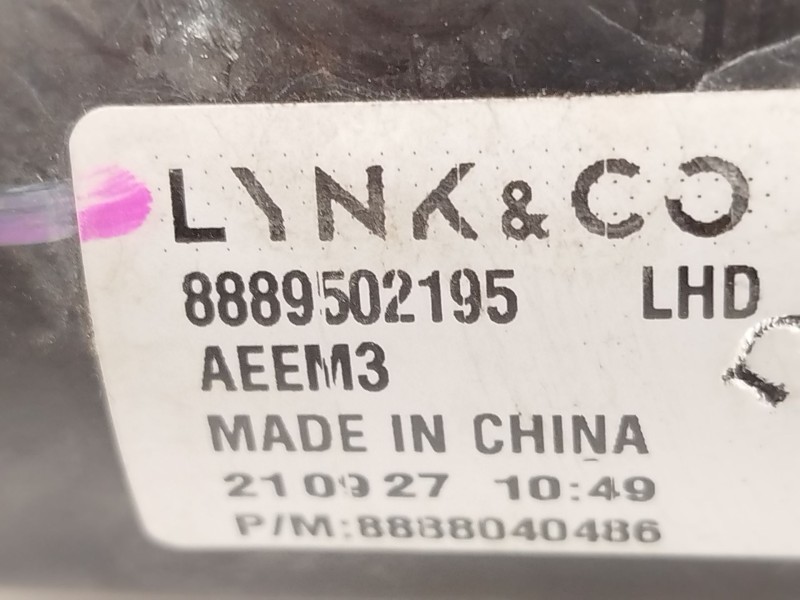 LYNK & CO
8889502195 LHD
AEEM3
MADE IN CHINA
210927 10:49
P/M:8888040486